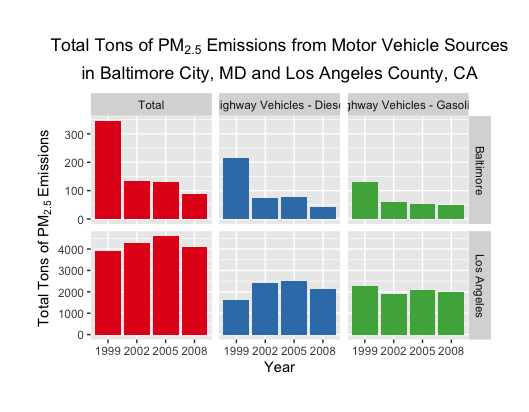 Total Tons of PM2.5 Emissions from Motor Vehicle Sources
in Baltimore City, MD and Los Angeles County, CA
Total
ighway Vehicles - Diese
ghway Vehicles - Gasoli
Total Tons of PM2.5 Emissions
300
200
100
0
Baltimore
4000
3000
2000
1000
0
Los Angeles
1999 2002 2005 2008 1999 2002 2005 2008 1999 2002 2005 2008
Year